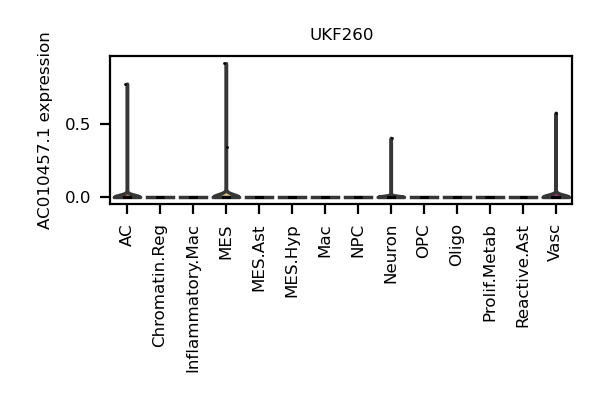 UKF260
AC010457.1 expression
0.5
0.0
AC
Chromatin.Reg
Inflammatory.Mac
MES
MES.Ast
MES.Hyp
Mac
NPC
Neuron
OPC
Oligo
Prolif.Metab
Reactive.Ast
Vasc